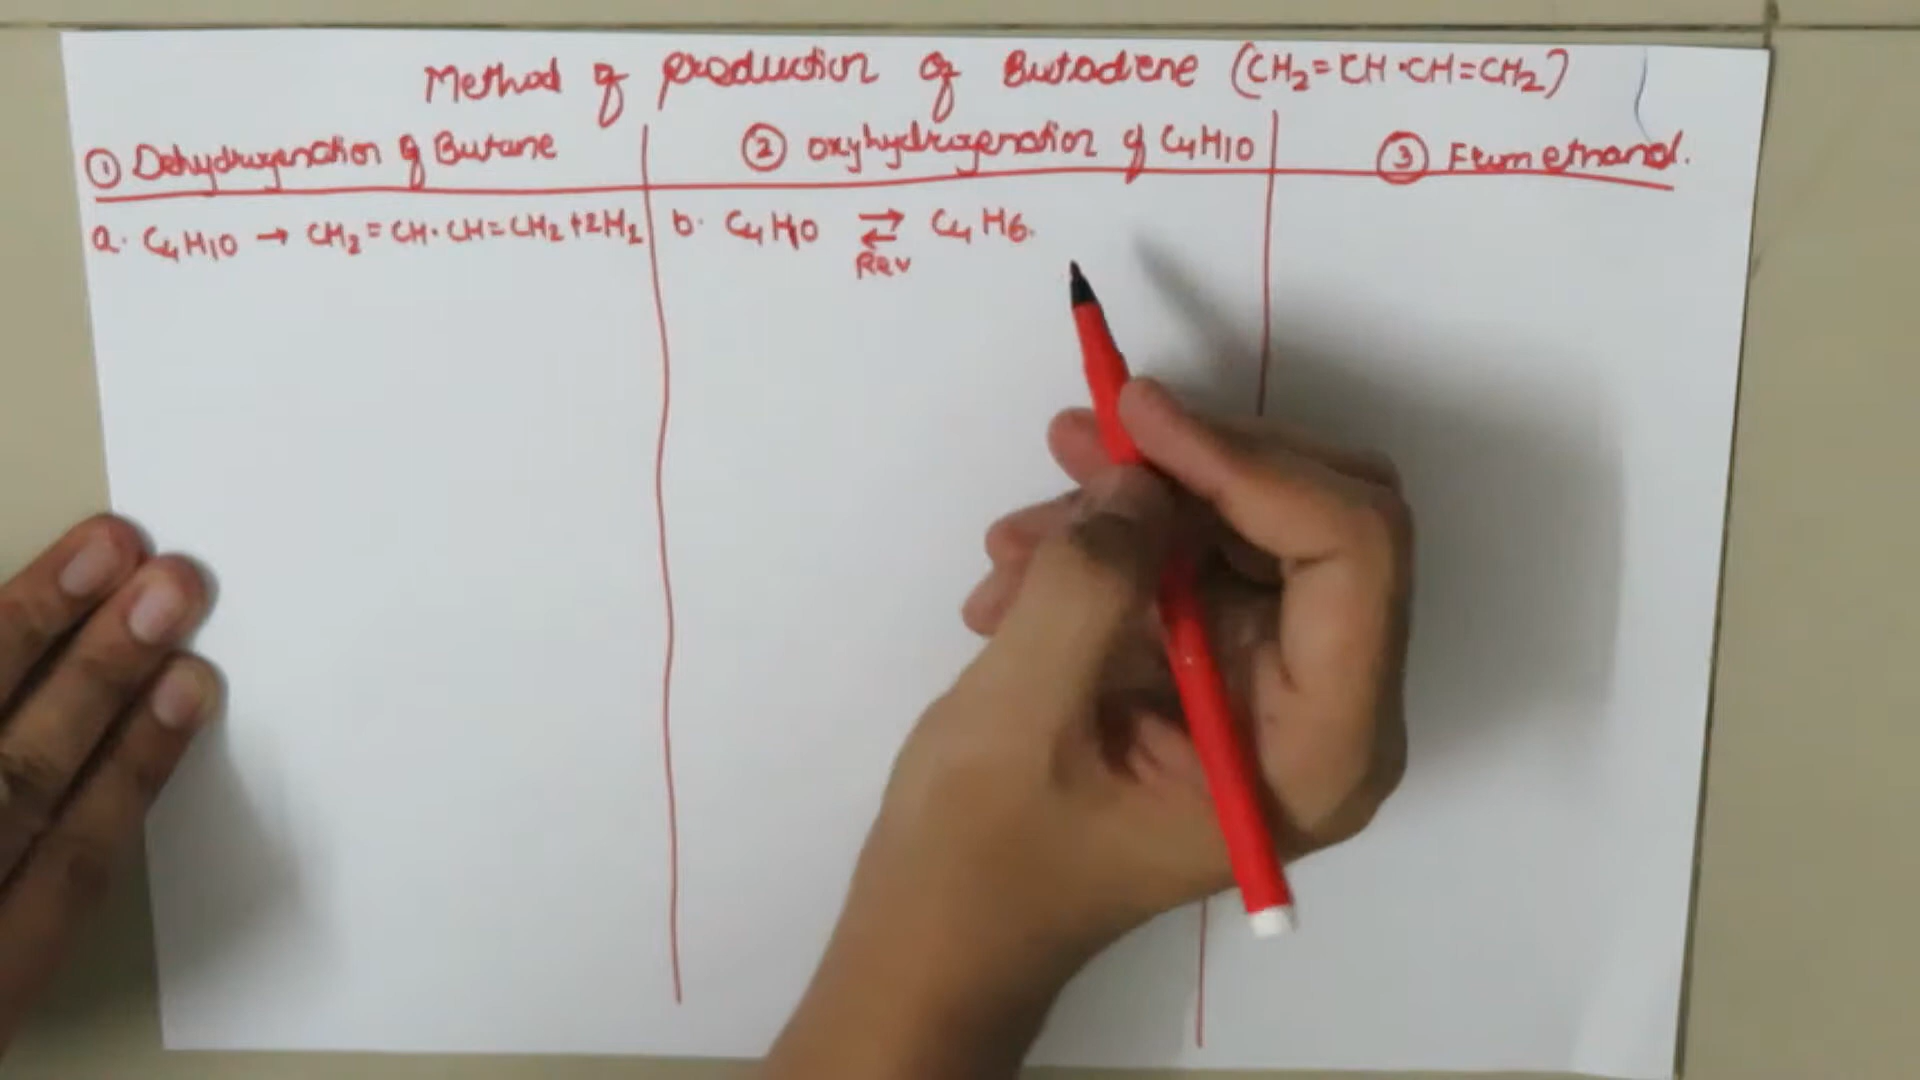 Method of production of Butadiene (CH2=CH·CH=CH2)
① Dehydrogenation of Butane
② oxyhydrogenation of C4H10
③ From ethanol.
a. C4H10 → CH2=CH·CH=CH2+2H2
b. C4H10 ⇄ C4H6.
Rev